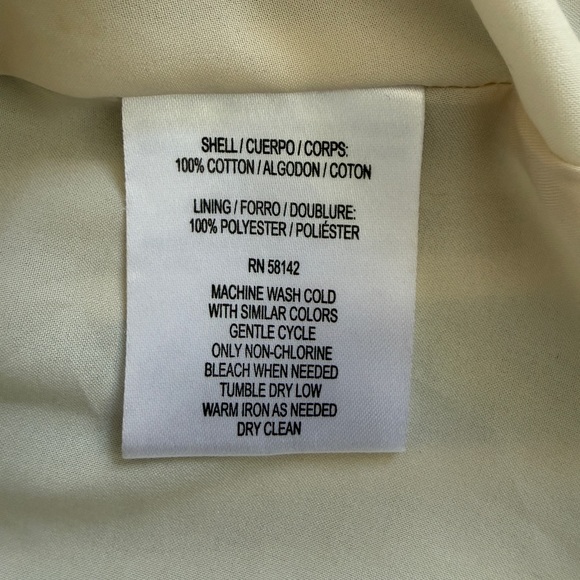 SHELL / CUERPO / CORPS:
100% COTTON / ALGODON / COTON
LINING / FORRO / DOUBLURE:
100% POLYESTER / POLIÉSTER
RN 58142
MACHINE WASH COLD
WITH SIMILAR COLORS
GENTLE CYCLE
ONLY NON-CHLORINE
BLEACH WHEN NEEDED
TUMBLE DRY LOW
WARM IRON AS NEEDED
DRY CLEAN